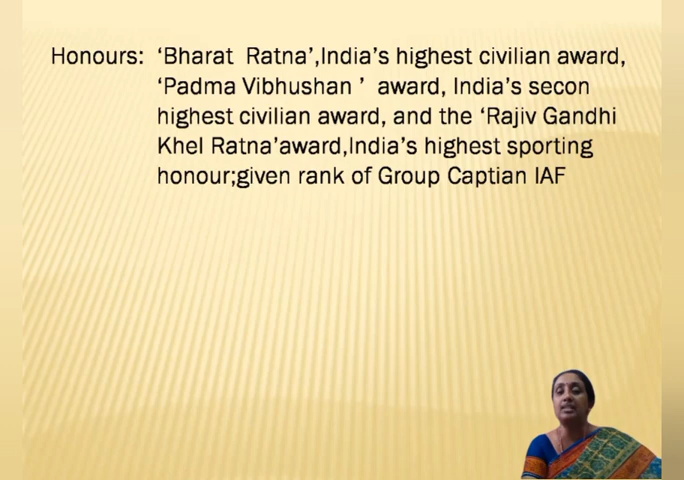 Honours: ‘Bharat Ratna’,India’s highest civilian award,
‘Padma Vibhushan ’ award, India’s secon
highest civilian award, and the ‘Rajiv Gandhi
Khel Ratna’award,India’s highest sporting
honour;given rank of Group Captian IAF